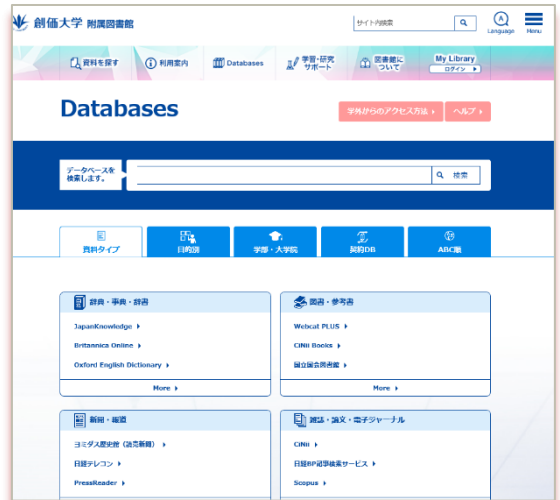 創価大学 附属図書館
サイト内検索
Language
Menu
資料を探す
利用案内
Databases
学習・研究
サポート
図書館に
ついて
My Library
ログイン
Databases
学外からのアクセス方法
ヘルプ
データベースを
検索します。
検索
資料タイプ
目的別
学部・大学院
契約DB
ABC順
辞典・事典・辞書
JapanKnowledge
Britannica Online
Oxford English Dictionary
More
図書・参考書
Webcat PLUS
CiNii Books
国立国会図書館
More
新聞・報道
ヨミダス歴史館（読売新聞）
日経テレコン
PressReader
雑誌・論文・電子ジャーナル
CiNii
日経BP記事検索サービス
Scopus